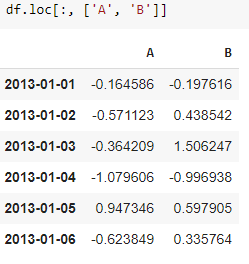 df.loc[:, ['A', 'B']]
A B
2013-01-01 -0.164586 -0.197616
2013-01-02 -0.571123 0.438542
2013-01-03 -0.364209 1.506247
2013-01-04 -1.079606 -0.996938
2013-01-05 0.947346 0.597905
2013-01-06 -0.623849 0.335764